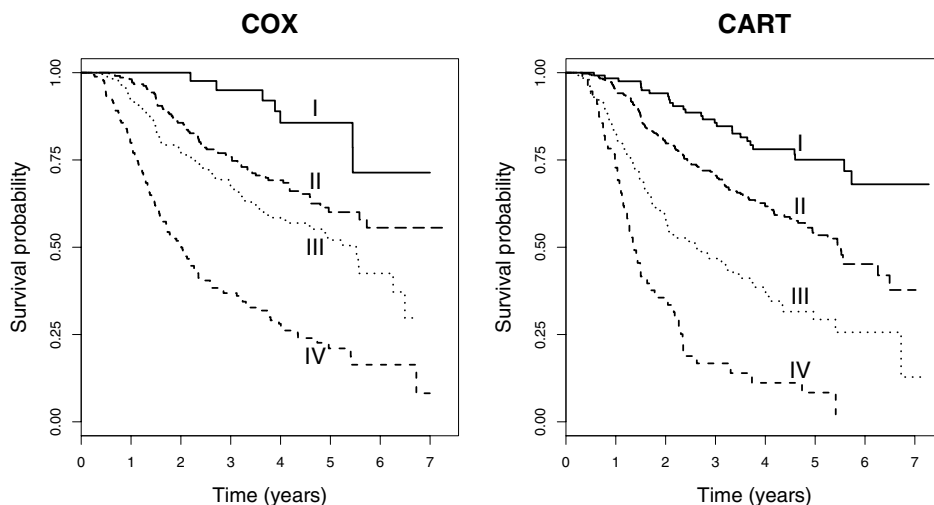 COX
1.00
0.75
0.50
0.25
0.00
Survival probability
I
II
III
IV
0 1 2 3 4 5 6 7
Time (years)
CART
1.00
0.75
0.50
0.25
0.00
Survival probability
I
II
III
IV
0 1 2 3 4 5 6 7
Time (years)